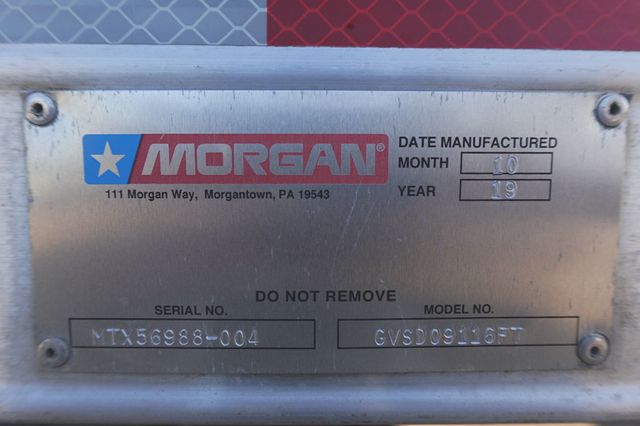 MORGAN®
111 Morgan Way, Morgantown, PA 19543
DATE MANUFACTURED
MONTH 10
YEAR 19
DO NOT REMOVE
SERIAL NO.
MTX56988-004
MODEL NO.
GVSD09116FT